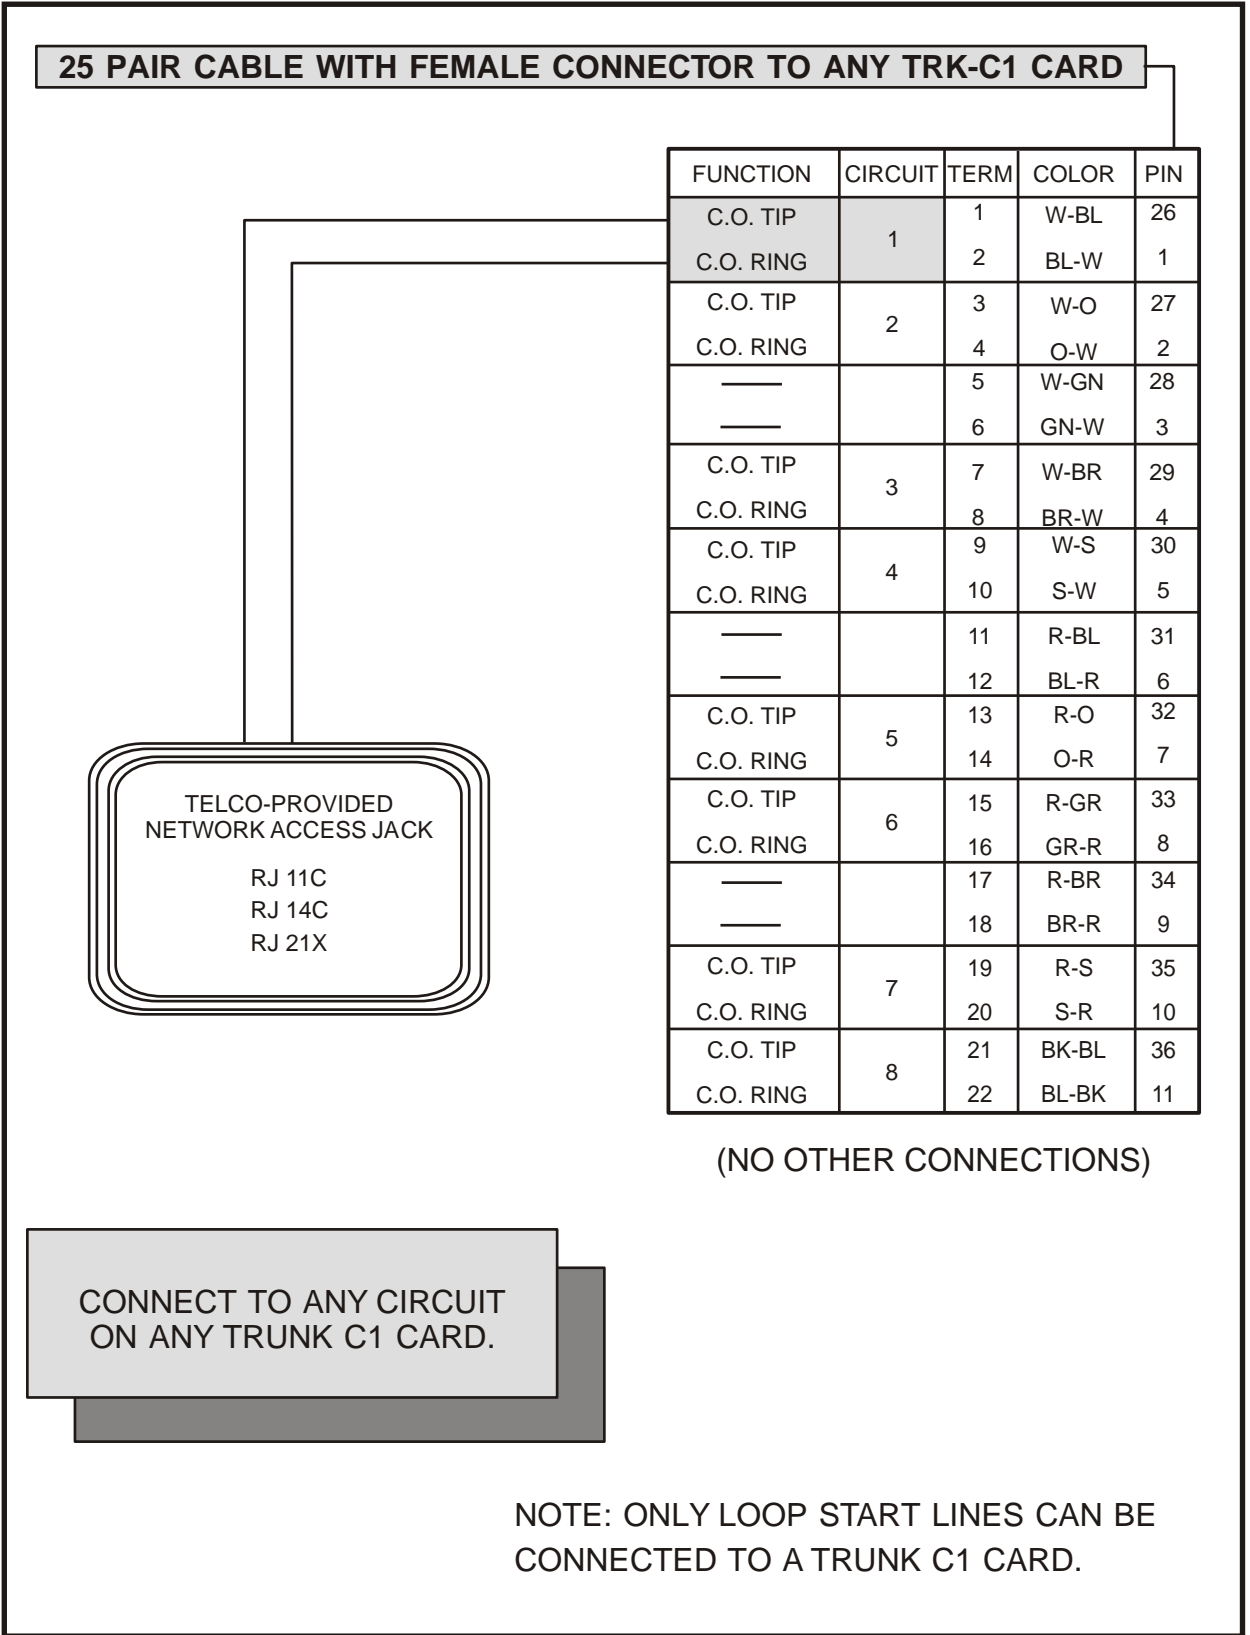 25 PAIR CABLE WITH FEMALE CONNECTOR TO ANY TRK-C1 CARD
FUNCTION CIRCUIT TERM COLOR PIN
C.O. TIP 1 1 W-BL 26
C.O. RING 2 BL-W 1
C.O. TIP 2 3 W-O 27
C.O. RING 4 O-W 2
—— 5 W-GN 28
—— 6 GN-W 3
C.O. TIP 3 7 W-BR 29
C.O. RING 8 BR-W 4
C.O. TIP 4 9 W-S 30
C.O. RING 10 S-W 5
—— 11 R-BL 31
—— 12 BL-R 6
C.O. TIP 5 13 R-O 32
C.O. RING 14 O-R 7
C.O. TIP 6 15 R-GR 33
C.O. RING 16 GR-R 8
—— 17 R-BR 34
—— 18 BR-R 9
C.O. TIP 7 19 R-S 35
C.O. RING 20 S-R 10
C.O. TIP 8 21 BK-BL 36
C.O. RING 22 BL-BK 11
(NO OTHER CONNECTIONS)
TELCO-PROVIDED
NETWORK ACCESS JACK
RJ 11C
RJ 14C
RJ 21X
CONNECT TO ANY CIRCUIT
ON ANY TRUNK C1 CARD.
NOTE: ONLY LOOP START LINES CAN BE
CONNECTED TO A TRUNK C1 CARD.